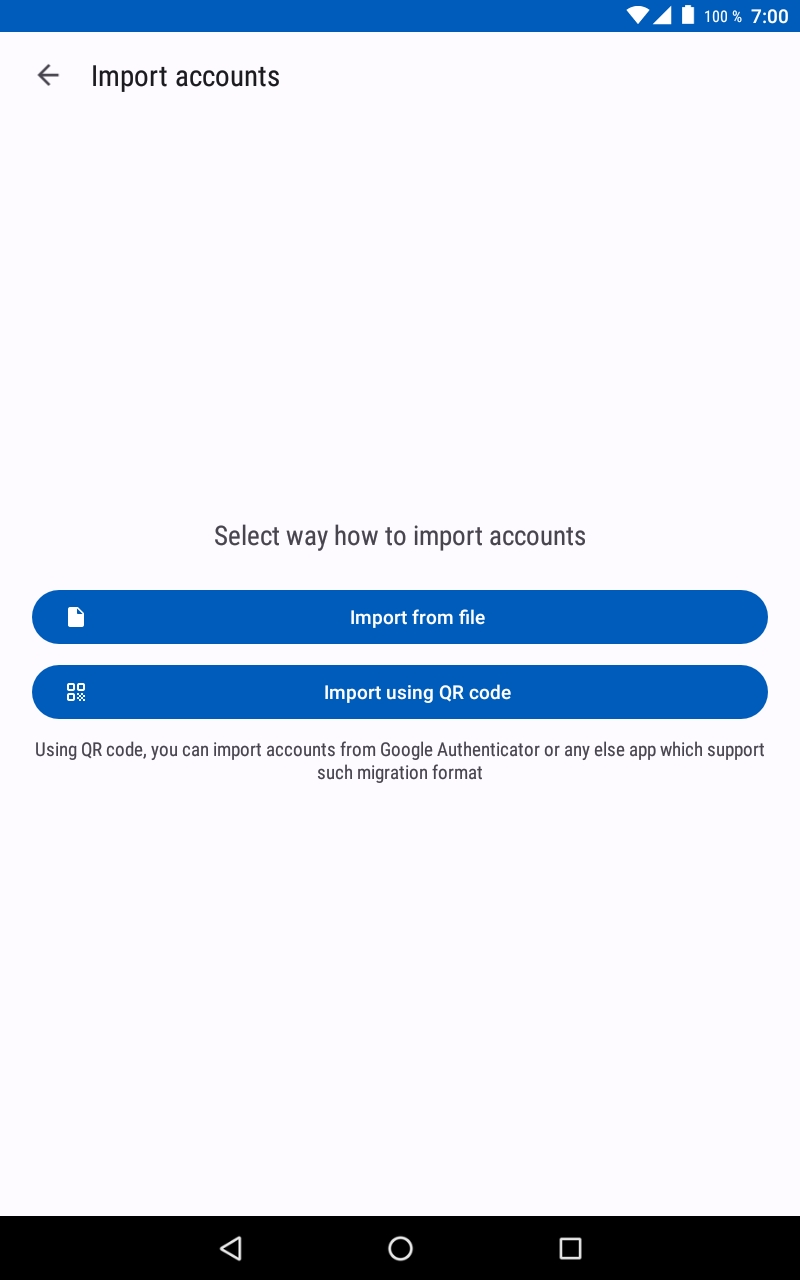 100 % 7:00
Import accounts
Select way how to import accounts
Import from file
Import using QR code
Using QR code, you can import accounts from Google Authenticator or any else app which support
such migration format